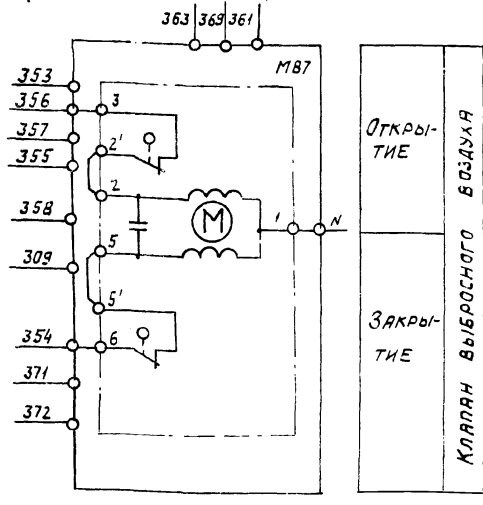 363 369 361
М87
353
356
357
355
358
309
354
371
372
3
2'
2
5
5'
6
М
1
N
ОТКРЫ-
ТИЕ
ЗАКРЫ-
ТИЕ
КЛАПАН ВЫБРОСНОГО ВОЗДУХА